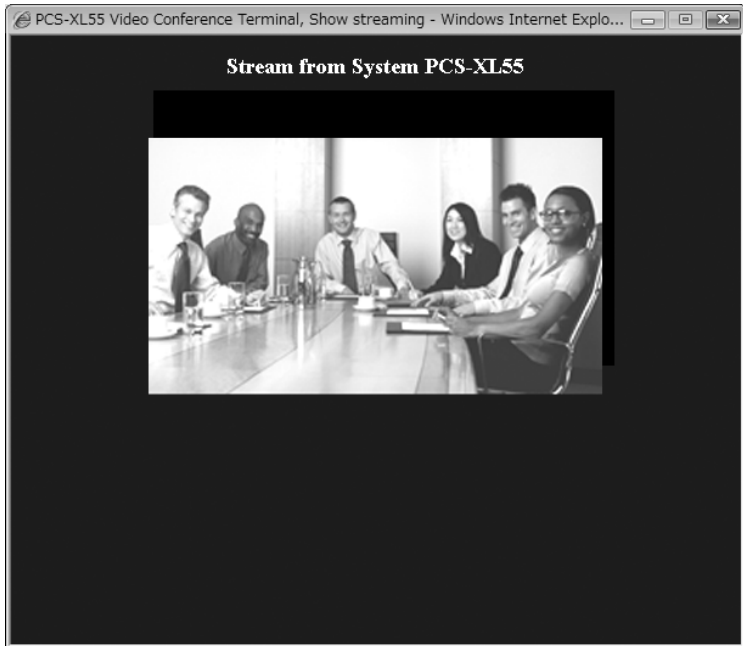 PCS-XL55 Video Conference Terminal, Show streaming - Windows Internet Explo...
Stream from System PCS-XL55